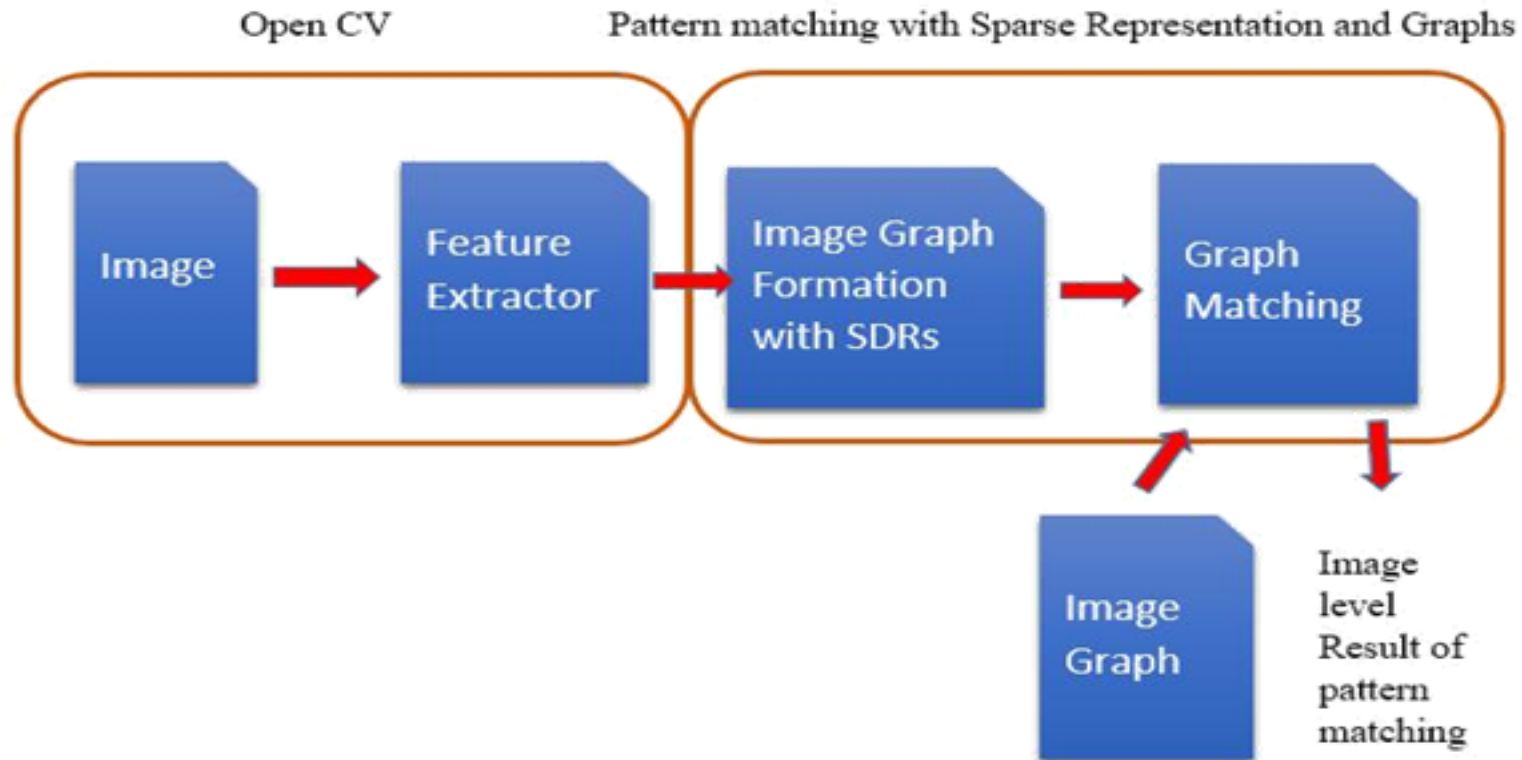 Open CV
Pattern matching with Sparse Representation and Graphs
Image
Feature
Extractor
Image Graph
Formation
with SDRs
Graph
Matching
Image
Graph
Image
level
Result of
pattern
matching